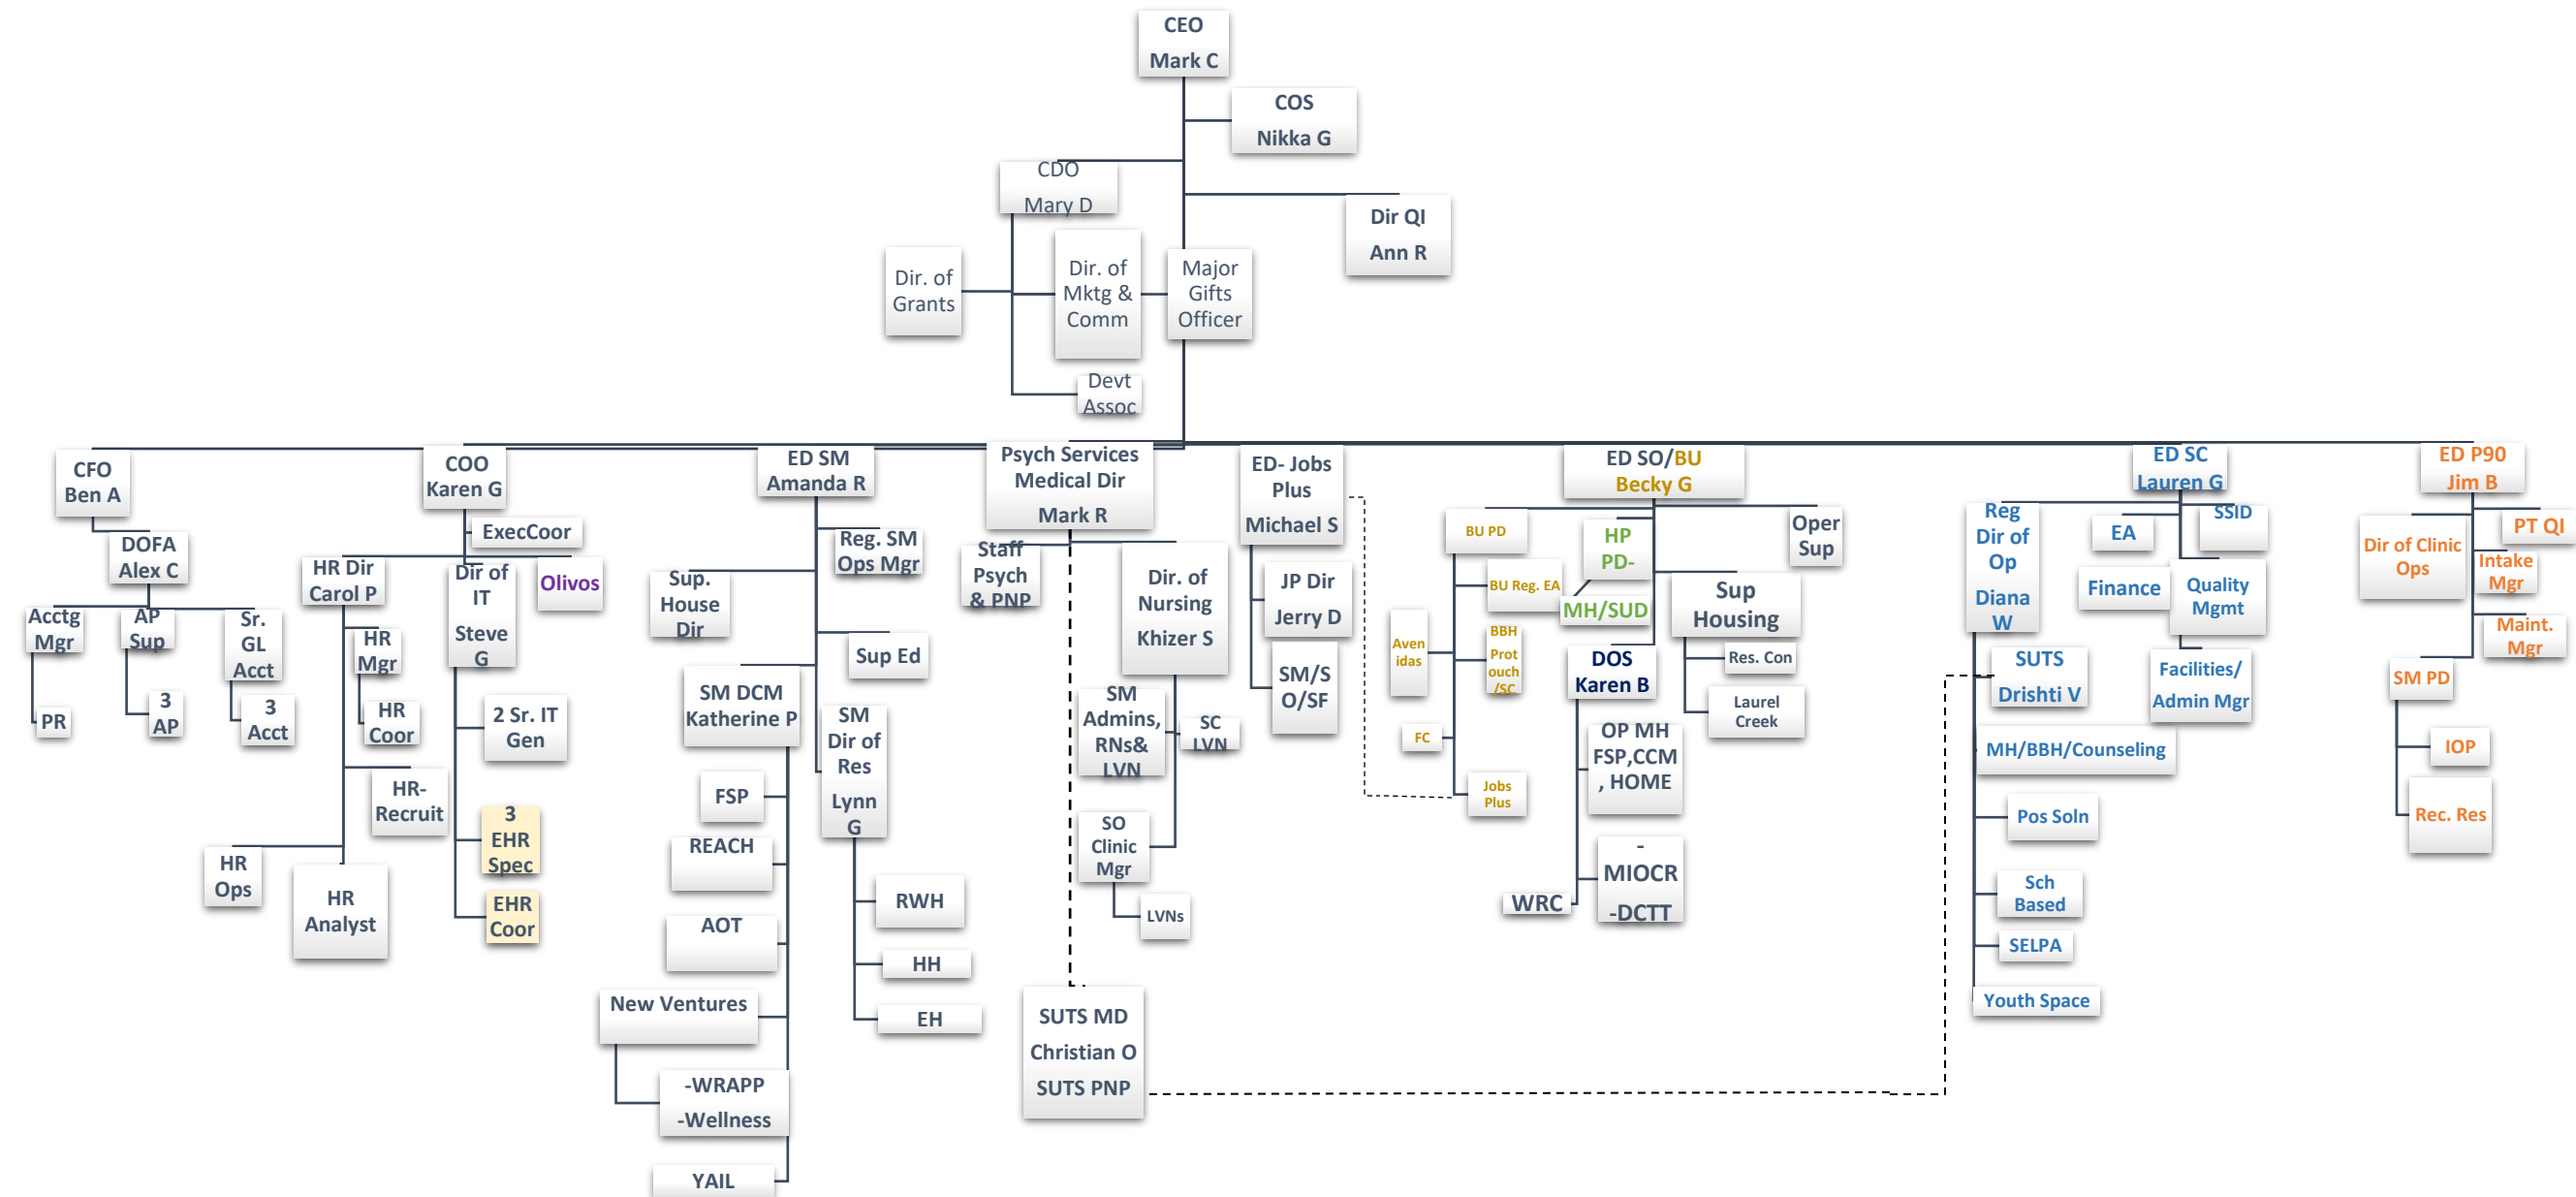 CEO
Mark C
COS
Nikka G
CDO
Mary D
Dir QI
Ann R
Dir. of
Grants
Dir. of
Mktg &
Comm
Major
Gifts
Officer
Devt
Assoc
CFO
Ben A
DOFA
Alex C
Acctg
Mgr
PR
AP
Sup
3
AP
Sr.
GL
Acct
3
Acct
COO
Karen G
ExecCoor
HR Dir
Carol P
HR
Mgr
HR
Coor
HR-
Recruit
HR
Ops
HR
Analyst
Dir of
IT
Steve
G
2 Sr. IT
Gen
3
EHR
Spec
EHR
Coor
Olivos
ED SM
Amanda R
Reg. SM
Ops Mgr
Sup.
House
Dir
Sup Ed
SM DCM
Katherine P
FSP
REACH
AOT
New Ventures
-WRAPP
-Wellness
YAIL
SM
Dir of
Res
Lynn
G
RWH
HH
EH
Psych Services
Medical Dir
Mark R
Staff
Psych
& PNP
Dir. of
Nursing
Khizer S
SM
Admins,
RNs&
LVN
SC
LVN
SO
Clinic
Mgr
LVNs
SUTS MD
Christian O
SUTS PNP
ED- Jobs
Plus
Michael S
JP Dir
Jerry D
SM/S
O/SF
ED SO/BU
Becky G
BU PD
BU Reg. EA
Aven
idas
BBH
Prot
ouch
/SC
FC
Jobs
Plus
HP
PD-
MH/SUD
Oper
Sup
Sup
Housing
Res. Con
Laurel
Creek
DOS
Karen B
OP MH
FSP,CCM
, HOME
-
MIOCR
-DCTT
WRC
ED SC
Lauren G
Reg
Dir of
Op
Diana
W
EA
SSID
Finance
Quality
Mgmt
Facilities/
Admin Mgr
SUTS
Drishti V
MH/BBH/Counseling
Pos Soln
Sch
Based
SELPA
Youth Space
ED P90
Jim B
Dir of Clinic
Ops
PT QI
Intake
Mgr
Maint.
Mgr
SM PD
IOP
Rec. Res